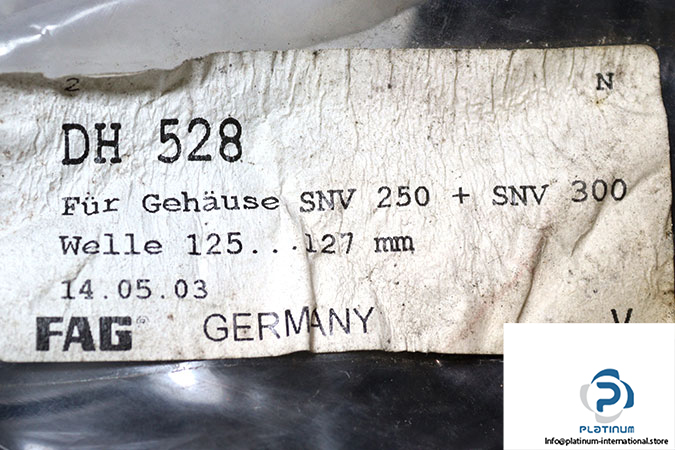 2 N
DH 528
Für Gehäuse SNV 250 + SNV 300
Welle 125...127 mm
14.05.03
FAG® GERMANY V
PLATINUM
Info@platinum-international.store